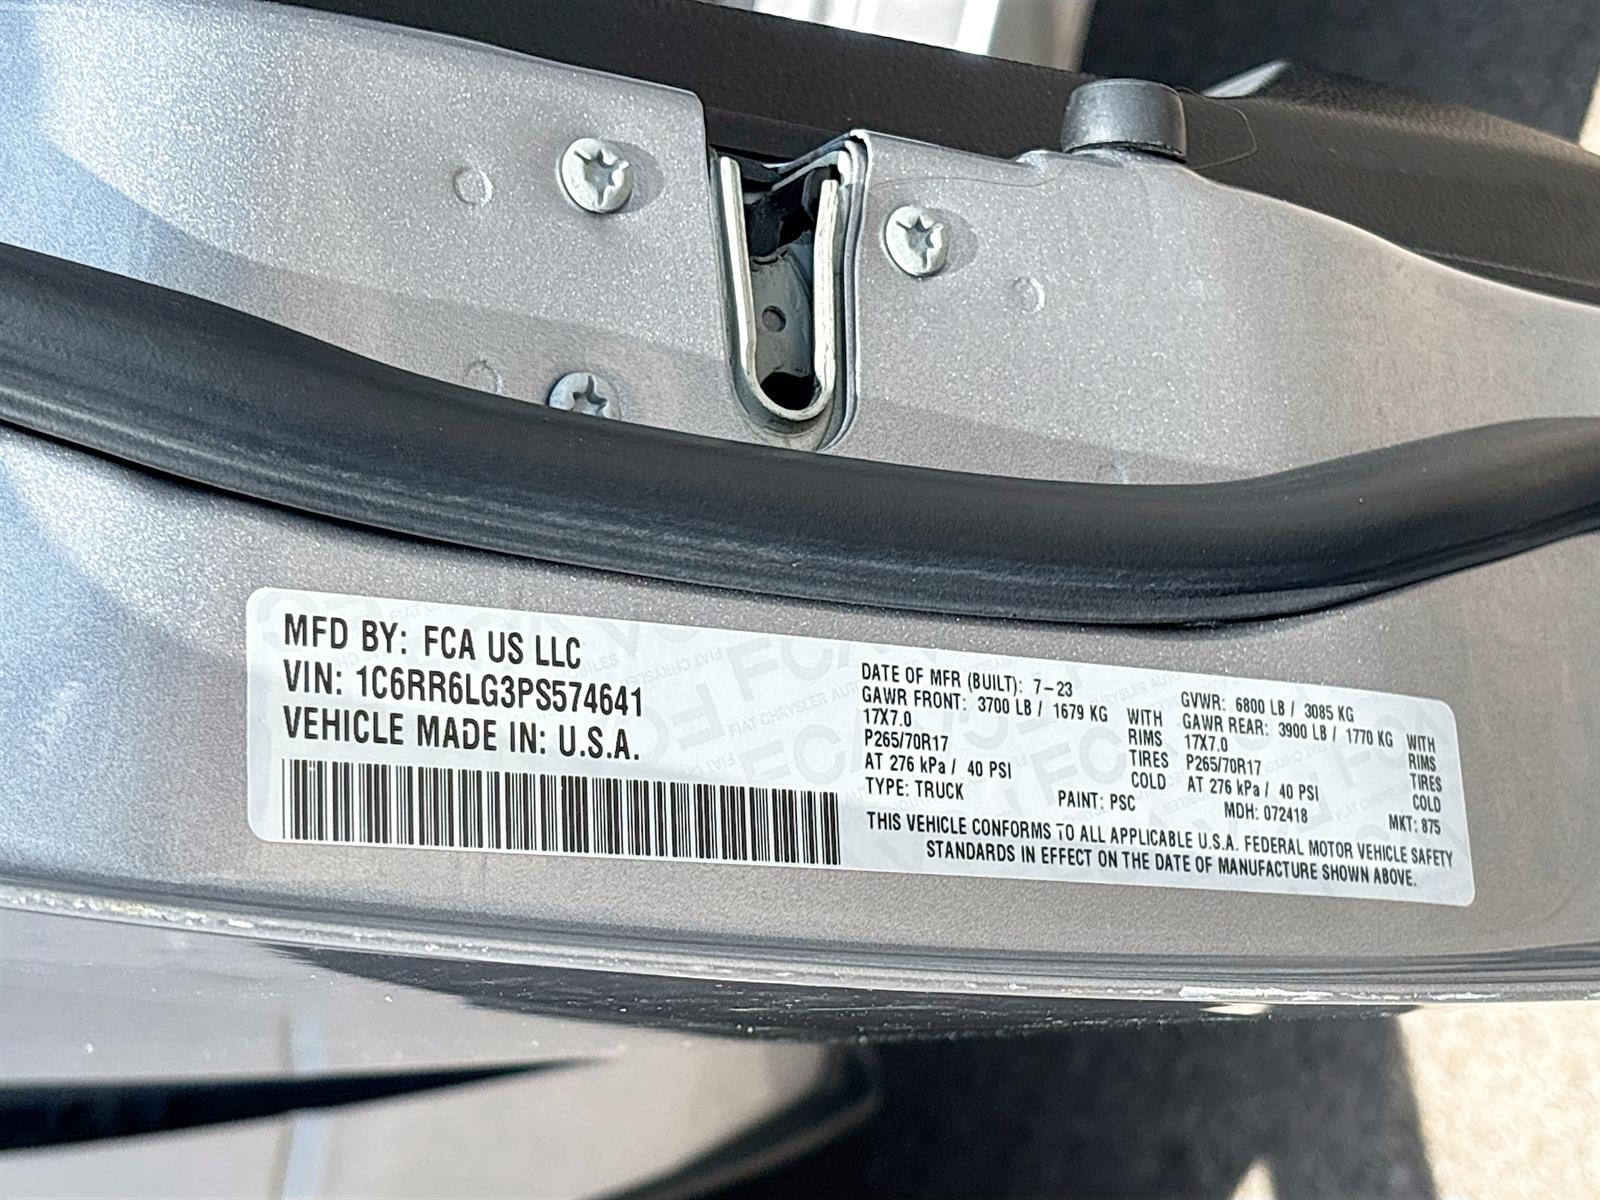 MFD BY: FCA US LLC
VIN: 1C6RR6LG3PS574641
VEHICLE MADE IN: U.S.A.
DATE OF MFR (BUILT): 7-23
GAWR FRONT: 3700 LB / 1679 KG WITH
17X7.0 RIMS
P265/70R17 TIRES
AT 276 kPa / 40 PSI COLD
TYPE: TRUCK
PAINT: PSC
GVWR: 6800 LB / 3085 KG
GAWR REAR: 3900 LB / 1770 KG WITH
17X7.0 RIMS
P265/70R17 TIRES
AT 276 kPa / 40 PSI COLD
MDH: 072418 MKT: 875
THIS VEHICLE CONFORMS TO ALL APPLICABLE U.S.A. FEDERAL MOTOR VEHICLE SAFETY
STANDARDS IN EFFECT ON THE DATE OF MANUFACTURE SHOWN ABOVE.